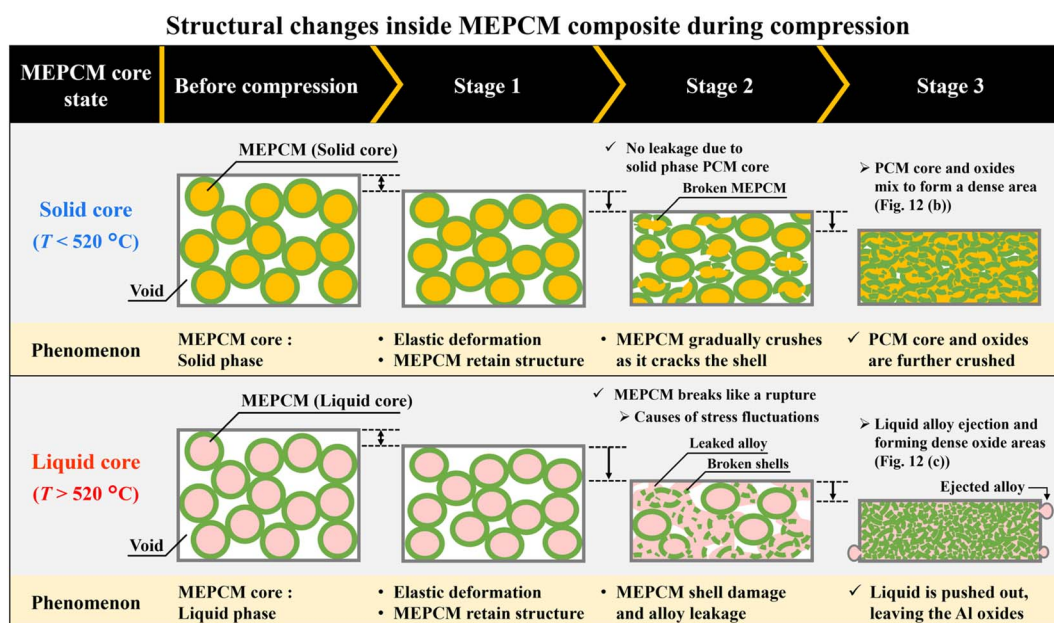 Structural changes inside MEPCM composite during compression
MEPCM core
state
Before compression
Stage 1
Stage 2
Stage 3
Solid core
(T < 520 °C)
MEPCM (Solid core)
Void
✓ No leakage due to
solid phase PCM core
Broken MEPCM
➢ PCM core and oxides
mix to form a dense area
(Fig. 12 (b))
Phenomenon
MEPCM core :
Solid phase
• Elastic deformation
• MEPCM retain structure
• MEPCM gradually crushes
as it cracks the shell
✓ PCM core and oxides
are further crushed
Liquid core
(T > 520 °C)
MEPCM (Liquid core)
Void
✓ MEPCM breaks like a rupture
➢ Causes of stress fluctuations
Leaked alloy
Broken shells
➢ Liquid alloy ejection and
forming dense oxide areas
(Fig. 12 (c))
Ejected alloy
Phenomenon
MEPCM core :
Liquid phase
• Elastic deformation
• MEPCM retain structure
• MEPCM shell damage
and alloy leakage
✓ Liquid is pushed out,
leaving the Al oxides